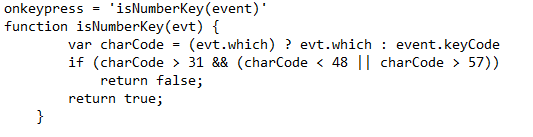 onkeypress = 'isNumberKey(event)'
function isNumberKey(evt) {
        var charCode = (evt.which) ? evt.which : event.keyCode
        if (charCode > 31 && (charCode < 48 || charCode > 57))
            return false;
        return true;
    }